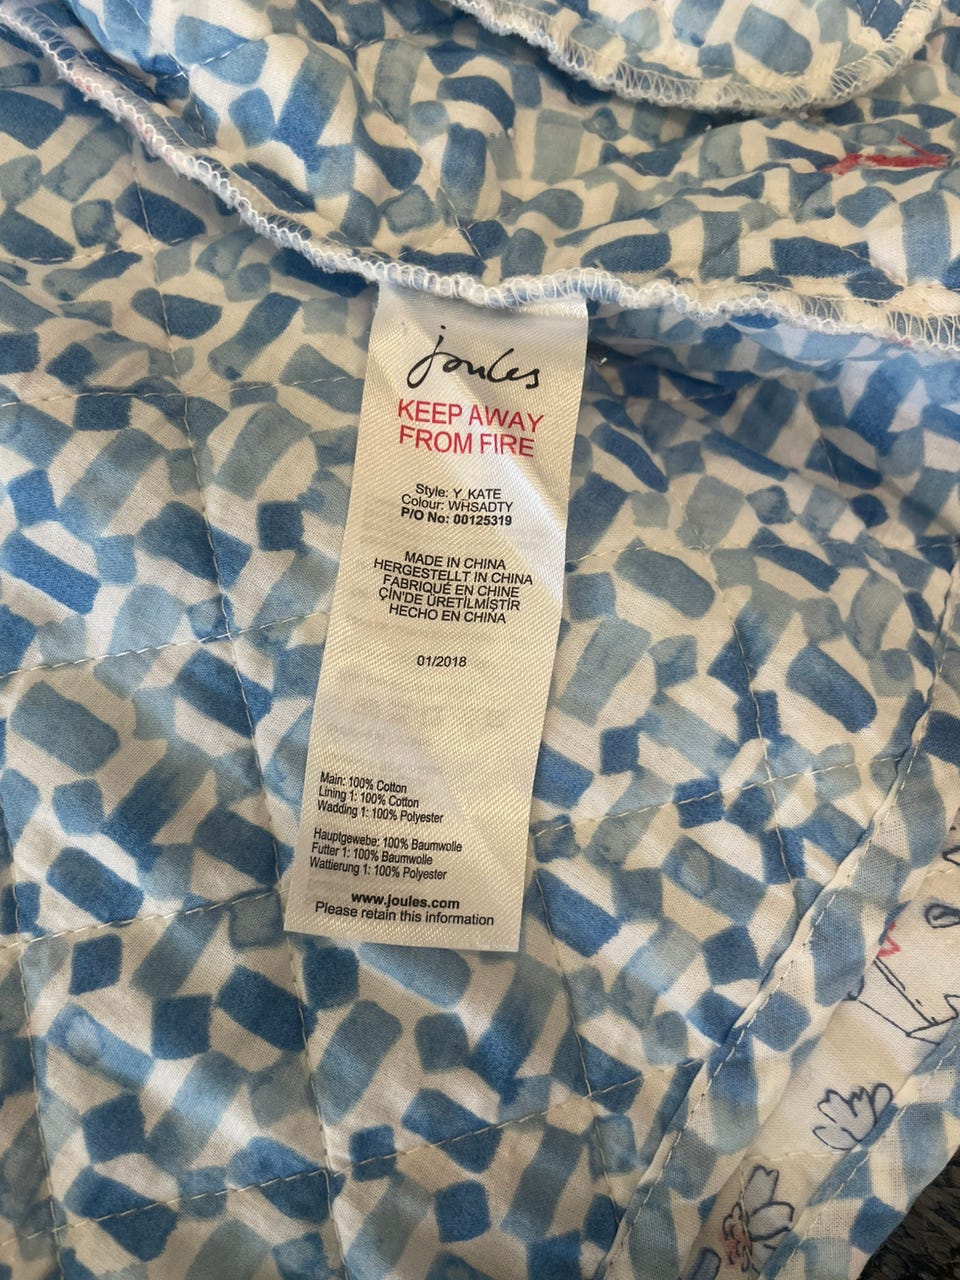 joules
KEEP AWAY
FROM FIRE
Style: Y_KATE
Colour: WHSADTY
P/O No: 00125319
MADE IN CHINA
HERGESTELLT IN CHINA
FABRIQUÉ EN CHINE
ÇİN'DE ÜRETİLMİŞTİR
HECHO EN CHINA
01/2018
Main: 100% Cotton
Lining 1: 100% Cotton
Wadding 1: 100% Polyester
Hauptgewebe: 100% Baumwolle
Futter 1: 100% Baumwolle
Wattierung 1: 100% Polyester
www.joules.com
Please retain this information